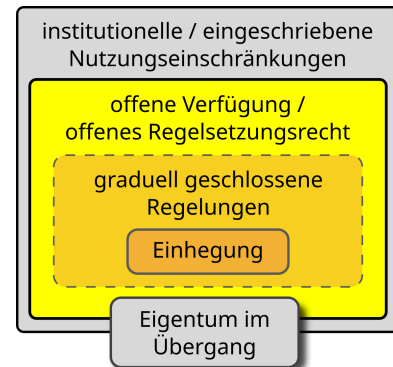 institutionelle / eingeschriebene
Nutzungseinschränkungen
offene Verfügung /
offenes Regelsetzungsrecht
graduell geschlossene
Regelungen
Einhegung
Eigentum im
Übergang